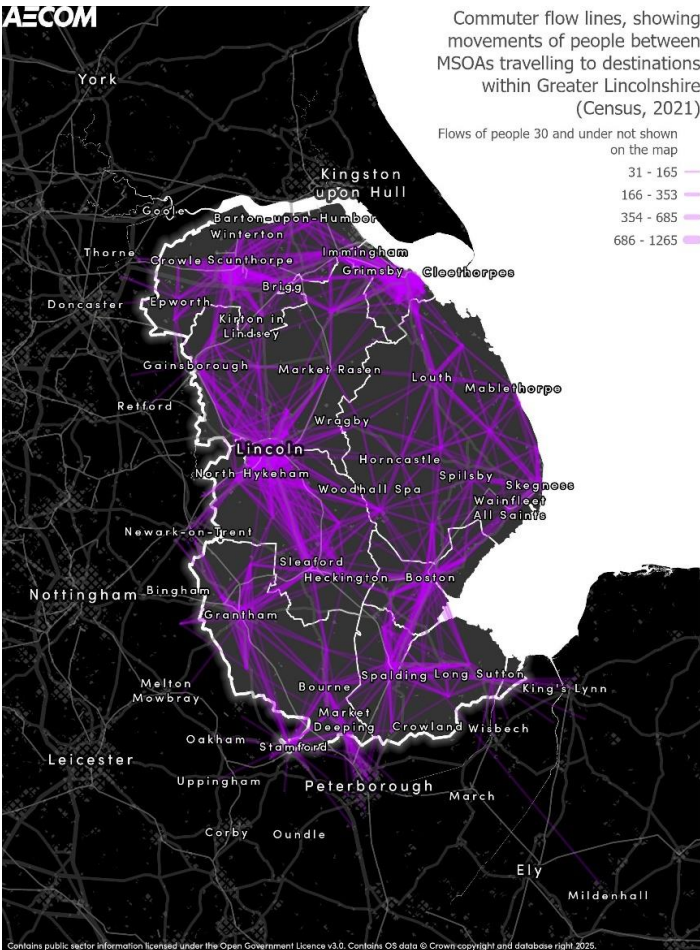 AECOM
Commuter flow lines, showing
movements of people between
MSOAs travelling to destinations
within Greater Lincolnshire
(Census, 2021)
Flows of people 30 and under not shown
on the map
31 - 165
166 - 353
354 - 685
686 - 1265
York
Kingston
upon Hull
Goole
Barton-upon-Humber
Winterton
Thorne
Crowle
Scunthorpe
Immingham
Grimsby
Cleethorpes
Brigg
Doncaster
Epworth
Kirton in
Lindsey
Gainsborough
Market Rasen
Louth
Mablethorpe
Retford
Wragby
Lincoln
Horncastle
North Hykeham
Spilsby
Skegness
Woodhall Spa
Wainfleet
All Saints
Newark-on-Trent
Sleaford
Heckington
Boston
Nottingham
Bingham
Grantham
Spalding
Long Sutton
Melton
Mowbray
Bourne
King's Lynn
Market
Deeping
Crowland
Wisbech
Oakham
Stamford
Leicester
Uppingham
Peterborough
March
Corby
Oundle
Ely
Mildenhall
Contains public sector information licensed under the Open Government Licence v3.0. Contains OS data © Crown copyright and database right 2025.